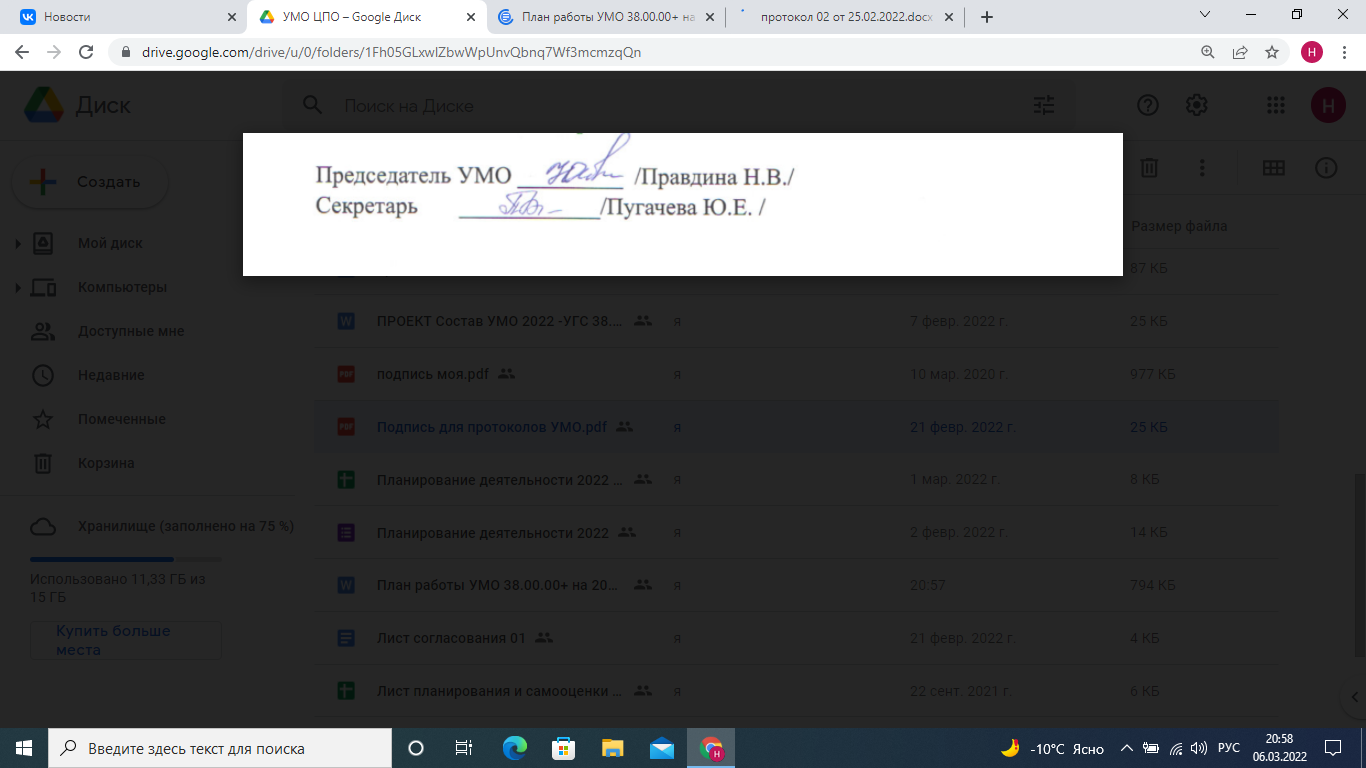 Новости
УМО ЦПО – Google Диск
План работы УМО 38.00.00+ на
протокол 02 от 25.02.2022.docx
drive.google.com/drive/u/0/folders/1Fh05GLxwlZbwWpUnvQbnq7Wf3mcmzqQn
Н
Диск
Поиск на Диске
Н
Создать
Председатель УМО /Правдина Н.В./
Секретарь /Пугачева Ю.Е. /
Мой диск
Компьютеры
Доступные мне
Недавние
Помеченные
Корзина
Хранилище (заполнено на 75 %)
Использовано 11,33 ГБ из
15 ГБ
Купить больше
места
Размер файла
87 КБ
ПРОЕКТ Состав УМО 2022 -УГС 38.... я 7 февр. 2022 г. 25 КБ
подпись моя.pdf я 10 мар. 2020 г. 977 КБ
Подпись для протоколов УМО.pdf я 21 февр. 2022 г. 25 КБ
Планирование деятельности 2022 ... я 1 мар. 2022 г. 8 КБ
Планирование деятельности 2022 я 2 февр. 2022 г. 14 КБ
План работы УМО 38.00.00+ на 20... я 20:57 794 КБ
Лист согласования 01 я 21 февр. 2022 г. 4 КБ
Лист планирования и самооценки ... я 22 сент. 2021 г. 6 КБ
Введите здесь текст для поиска
-10°C Ясно
РУС
20:58
06.03.2022